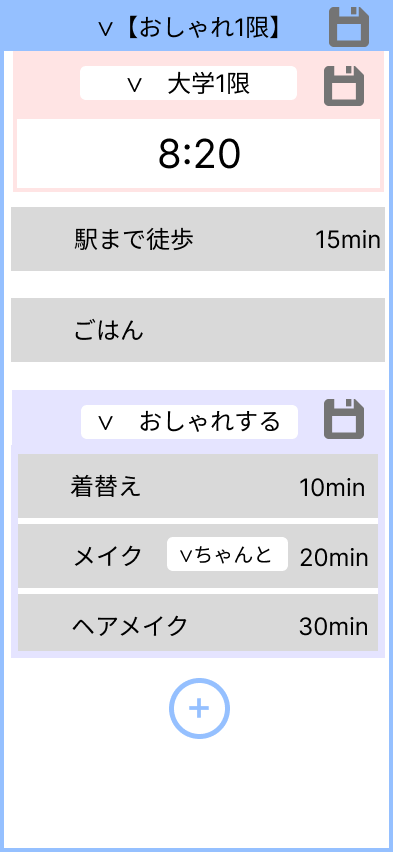 ∨【おしゃれ1限】
∨　大学1限
8:20
駅まで徒歩 15min
ごはん
∨　おしゃれする
着替え 10min
メイク ∨ちゃんと 20min
ヘアメイク 30min
+